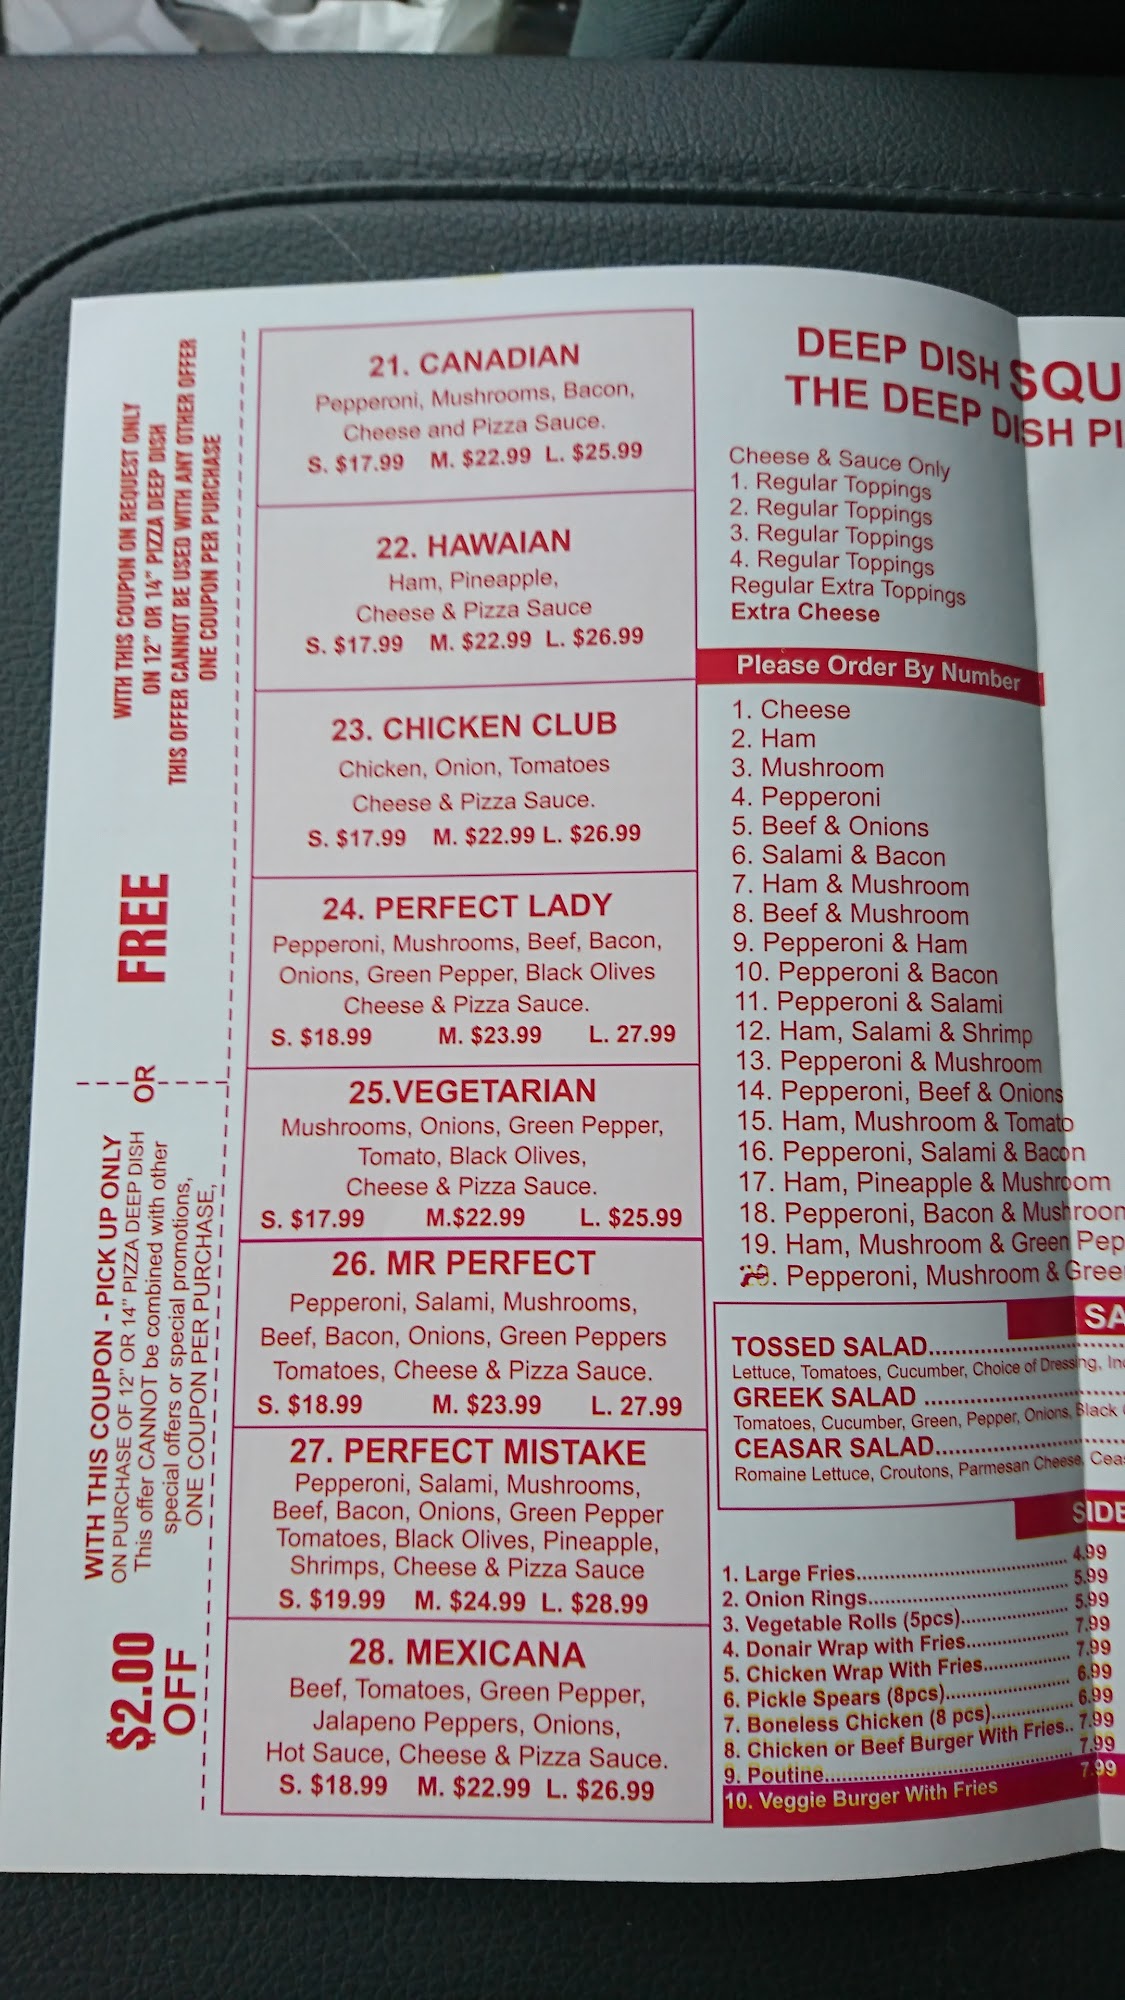 WITH THIS COUPON ON REQUEST ONLY
ON 12" OR 14" PIZZA DEEP DISH
THIS OFFER CANNOT BE USED WITH ANY OTHER OFFER
ONE COUPON PER PURCHASE
FREE
OR
WITH THIS COUPON - PICK UP ONLY
ON PURCHASE OF 12" OR 14" PIZZA DEEP DISH
This offer CANNOT be combined with other
special offers or special promotions,
ONE COUPON PER PURCHASE,
$2.00
OFF
21. CANADIAN
Pepperoni, Mushrooms, Bacon,
Cheese and Pizza Sauce.
S. $17.99 M. $22.99 L. $25.99
22. HAWAIAN
Ham, Pineapple,
Cheese & Pizza Sauce
S. $17.99 M. $22.99 L. $26.99
23. CHICKEN CLUB
Chicken, Onion, Tomatoes
Cheese & Pizza Sauce.
S. $17.99 M. $22.99 L. $26.99
24. PERFECT LADY
Pepperoni, Mushrooms, Beef, Bacon,
Onions, Green Pepper, Black Olives
Cheese & Pizza Sauce.
S. $18.99 M. $23.99 L. 27.99
25.VEGETARIAN
Mushrooms, Onions, Green Pepper,
Tomato, Black Olives,
Cheese & Pizza Sauce.
S. $17.99 M.$22.99 L. $25.99
26. MR PERFECT
Pepperoni, Salami, Mushrooms,
Beef, Bacon, Onions, Green Peppers
Tomatoes, Cheese & Pizza Sauce.
S. $18.99 M. $23.99 L. 27.99
27. PERFECT MISTAKE
Pepperoni, Salami, Mushrooms,
Beef, Bacon, Onions, Green Pepper
Tomatoes, Black Olives, Pineapple,
Shrimps, Cheese & Pizza Sauce
S. $19.99 M. $24.99 L. $28.99
28. MEXICANA
Beef, Tomatoes, Green Pepper,
Jalapeno Peppers, Onions,
Hot Sauce, Cheese & Pizza Sauce.
S. $18.99 M. $22.99 L. $26.99
DEEP DISH SQU
THE DEEP DISH PI
Cheese & Sauce Only
1. Regular Toppings
2. Regular Toppings
3. Regular Toppings
4. Regular Toppings
Regular Extra Toppings
Extra Cheese
Please Order By Number
1. Cheese
2. Ham
3. Mushroom
4. Pepperoni
5. Beef & Onions
6. Salami & Bacon
7. Ham & Mushroom
8. Beef & Mushroom
9. Pepperoni & Ham
10. Pepperoni & Bacon
11. Pepperoni & Salami
12. Ham, Salami & Shrimp
13. Pepperoni & Mushroom
14. Pepperoni, Beef & Onions
15. Ham, Mushroom & Tomato
16. Pepperoni, Salami & Bacon
17. Ham, Pineapple & Mushroom
18. Pepperoni, Bacon & Mushroom
19. Ham, Mushroom & Green Pep
Pepperoni, Mushroom & Gree
SA
TOSSED SALAD
Lettuce, Tomatoes, Cucumber, Choice of Dressing, In
GREEK SALAD
Tomatoes, Cucumber, Green, Pepper, Onions, Black
CEASAR SALAD
Romaine Lettuce, Croutons, Parmesan Cheese, Cea
SIDE
1. Large Fries 4.99
2. Onion Rings 5.99
3. Vegetable Rolls (5pcs) 5.99
4. Donair Wrap with Fries 7.99
5. Chicken Wrap With Fries 7.99
6. Pickle Spears (8pcs) 6.99
7. Boneless Chicken (8 pcs) 6.99
8. Chicken or Beef Burger With Fries.. 7.99
9. Poutine 7.99
10. Veggie Burger With Fries 7.99